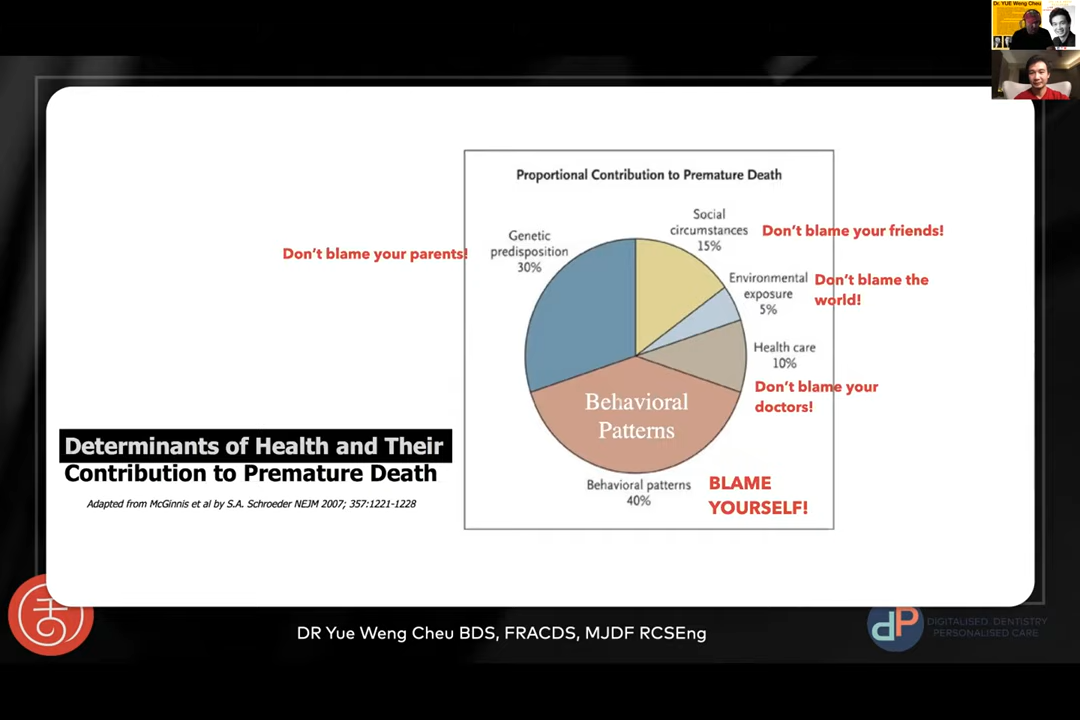 Dr. YUE Weng Cheu
Proportional Contribution to Premature Death
Social
circumstances
15%
Don't blame your friends!
Genetic
predisposition
30%
Don't blame your parents!
Environmental
exposure
5%
Don't blame the
world!
Health care
10%
Don't blame your
doctors!
Behavioral
Patterns
Behavioral patterns
40%
BLAME
YOURSELF!
Determinants of Health and Their
Contribution to Premature Death
Adapted from McGinnis et al by S.A. Schroeder NEJM 2007; 357:1221-1228
DR Yue Weng Cheu BDS, FRACDS, MJDF RCSEng
dP
DIGITALISED. DENTISTRY
PERSONALISED CARE